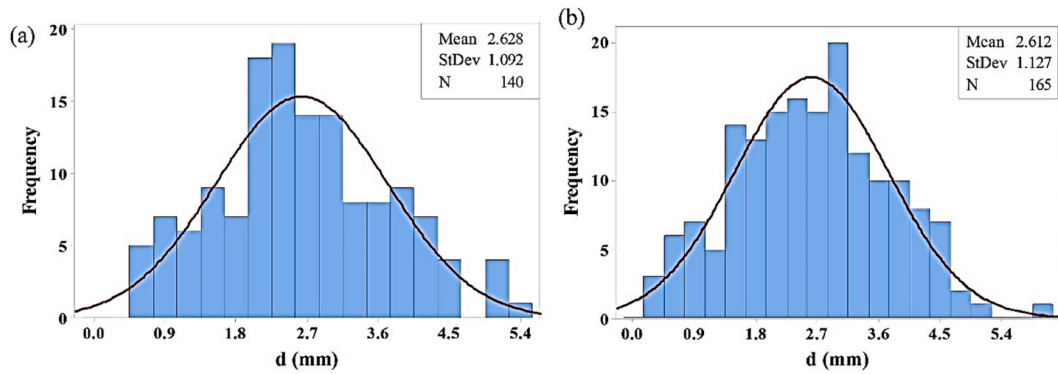 (a)
Mean 2.628
StDev 1.092
N 140
20
15
10
5
0
Frequency
0.0 0.9 1.8 2.7 3.6 4.5 5.4
d (mm)
(b)
Mean 2.612
StDev 1.127
N 165
20
15
10
5
0
Frequency
0.0 0.9 1.8 2.7 3.6 4.5 5.4
d (mm)